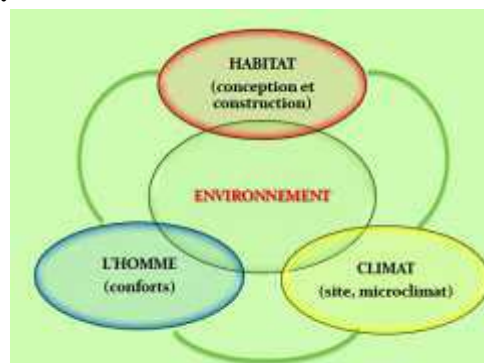 HABITAT
(conception et
construction)
ENVIRONNEMENT
L'HOMME
(conforts)
CLIMAT
(site, microclimat)